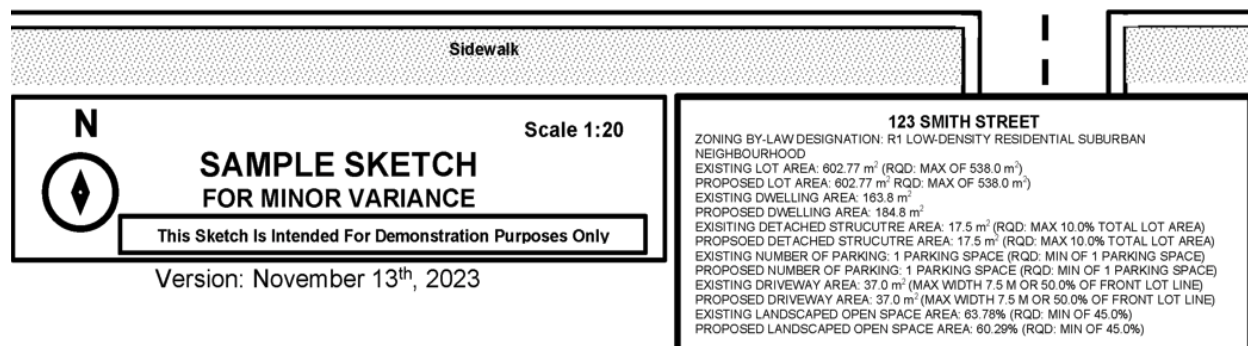 Sidewalk
N
Scale 1:20
SAMPLE SKETCH
FOR MINOR VARIANCE
This Sketch Is Intended For Demonstration Purposes Only
Version: November 13th, 2023
123 SMITH STREET
ZONING BY-LAW DESIGNATION: R1 LOW-DENSITY RESIDENTIAL SUBURBAN
NEIGHBOURHOOD
EXISTING LOT AREA: 602.77 m² (RQD: MAX OF 538.0 m²)
PROPOSED LOT AREA: 602.77 m² RQD: MAX OF 538.0 m²)
EXISTING DWELLING AREA: 163.8 m²
PROPOSED DWELLING AREA: 184.8 m²
EXISITING DETACHED STRUCUTRE AREA: 17.5 m² (RQD: MAX 10.0% TOTAL LOT AREA)
PROPSOED DETACHED STRUCUTRE AREA: 17.5 m² (RQD: MAX 10.0% TOTAL LOT AREA)
EXISTING NUMBER OF PARKING: 1 PARKING SPACE (RQD: MIN OF 1 PARKING SPACE)
PROPOSED NUMBER OF PARKING: 1 PARKING SPACE (RQD: MIN OF 1 PARKING SPACE)
EXISTING DRIVEWAY AREA: 37.0 m² (MAX WIDTH 7.5 M OR 50.0% OF FRONT LOT LINE)
PROPOSED DRIVEWAY AREA: 37.0 m² (MAX WIDTH 7.5 M OR 50.0% OF FRONT LOT LINE)
EXISTING LANDSCAPED OPEN SPACE AREA: 63.78% (RQD: MIN OF 45.0%)
PROPOSED LANDSCAPED OPEN SPACE AREA: 60.29% (RQD: MIN OF 45.0%)